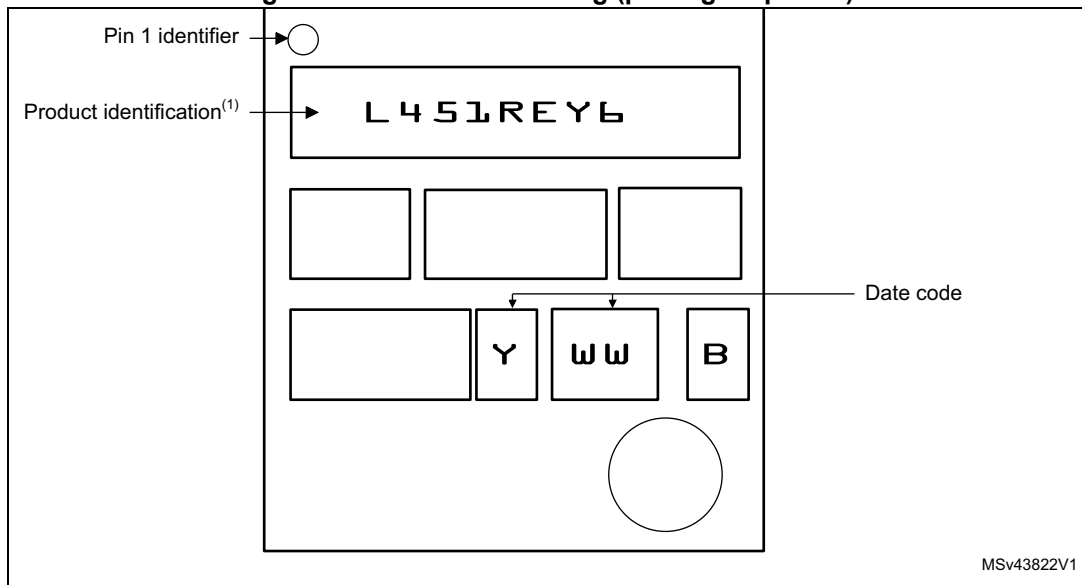 Pin 1 identifier
Product identification(1)
L451REY6
Date code
Y WW B
MSv43822V1